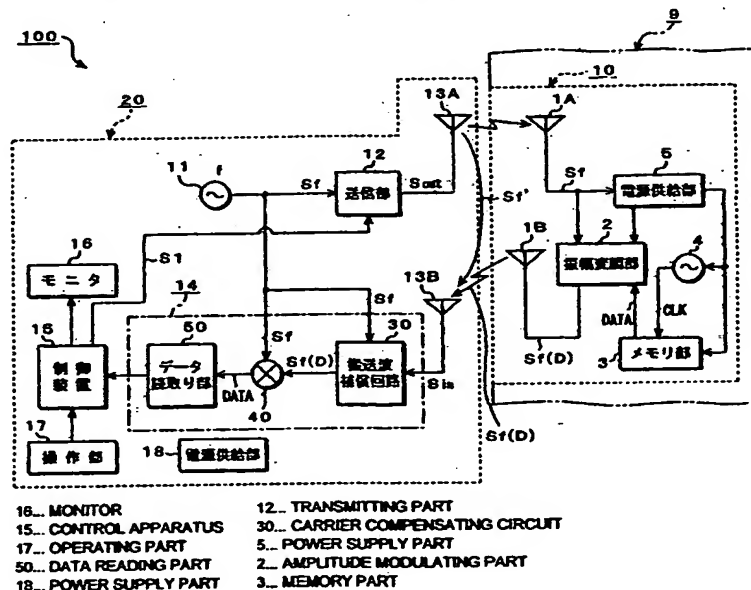 100
20
9
10
13A
1A
11
f
Sf
12
送信部
Sout
Sf
5
電源供給部
Sf'
2
振幅変調部
4
1B
DATA
CLK
3
メモリ部
Sf(D)
Sf(D)
16
モニタ
S1
14
13B
Sf
Sf
30
搬送波
補償回路
Sin
15
制御
装置
50
データ
読取り部
DATA
40
Sf(D)
17
操作部
18
電源供給部
16... MONITOR
15... CONTROL APPARATUS
17... OPERATING PART
50... DATA READING PART
18... POWER SUPPLY PART
12... TRANSMITTING PART
30... CARRIER COMPENSATING CIRCUIT
5... POWER SUPPLY PART
2... AMPLITUDE MODULATING PART
3... MEMORY PART